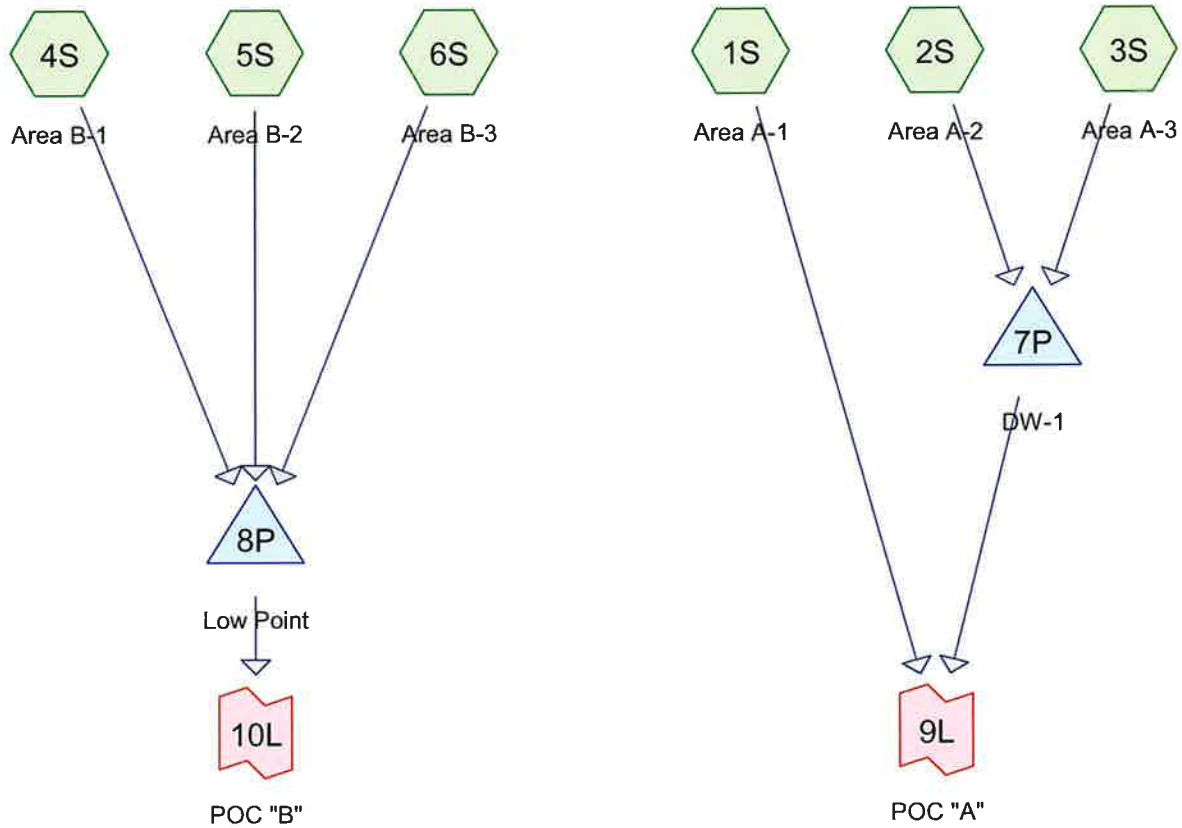 4S
5S
6S
1S
2S
3S
Area B-1
Area B-2
Area B-3
Area A-1
Area A-2
Area A-3
7P
DW-1
8P
Low Point
10L
9L
POC "B"
POC "A"